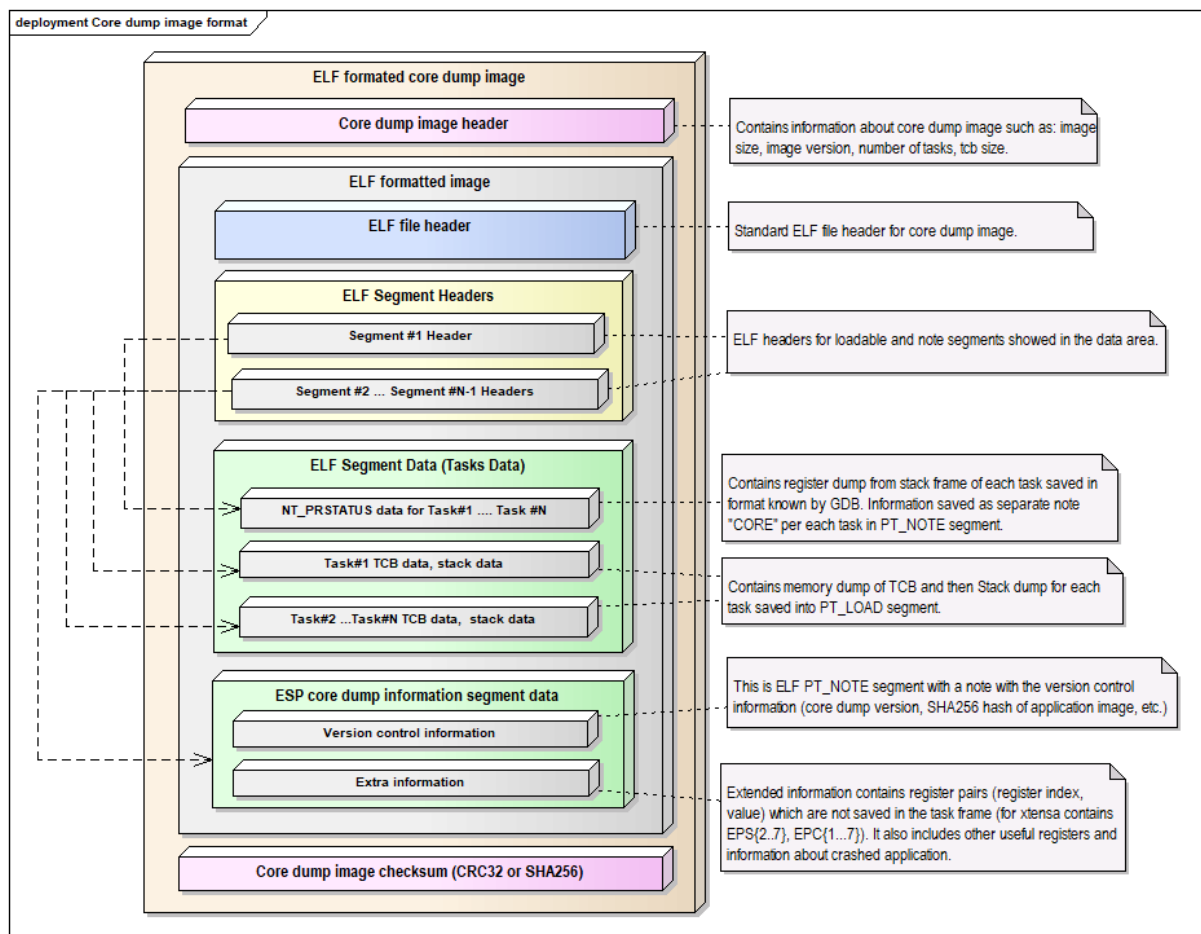 deployment Core dump image format
ELF formated core dump image
Core dump image header
Contains information about core dump image such as: image
size, image version, number of tasks, tcb size.
ELF formatted image
ELF file header
Standard ELF file header for core dump image.
ELF Segment Headers
Segment #1 Header
ELF headers for loadable and note segments showed in the data area.
Segment #2 ... Segment #N-1 Headers
ELF Segment Data (Tasks Data)
NT_PRSTATUS data for Task#1 .... Task #N
Contains register dump from stack frame of each task saved in
format known by GDB. Information saved as separate note
"CORE" per each task in PT_NOTE segment.
Task#1 TCB data, stack data
Contains memory dump of TCB and then Stack dump for each
task saved into PT_LOAD segment.
Task#2 ...Task#N TCB data, stack data
ESP core dump information segment data
Version control information
This is ELF PT_NOTE segment with a note with the version control
information (core dump version, SHA256 hash of application image, etc.)
Extra information
Extended information contains register pairs (register index,
value) which are not saved in the task frame (for xtensa contains
EPS{2..7}, EPC{1...7}). It also includes other useful registers and
information about crashed application.
Core dump image checksum (CRC32 or SHA256)